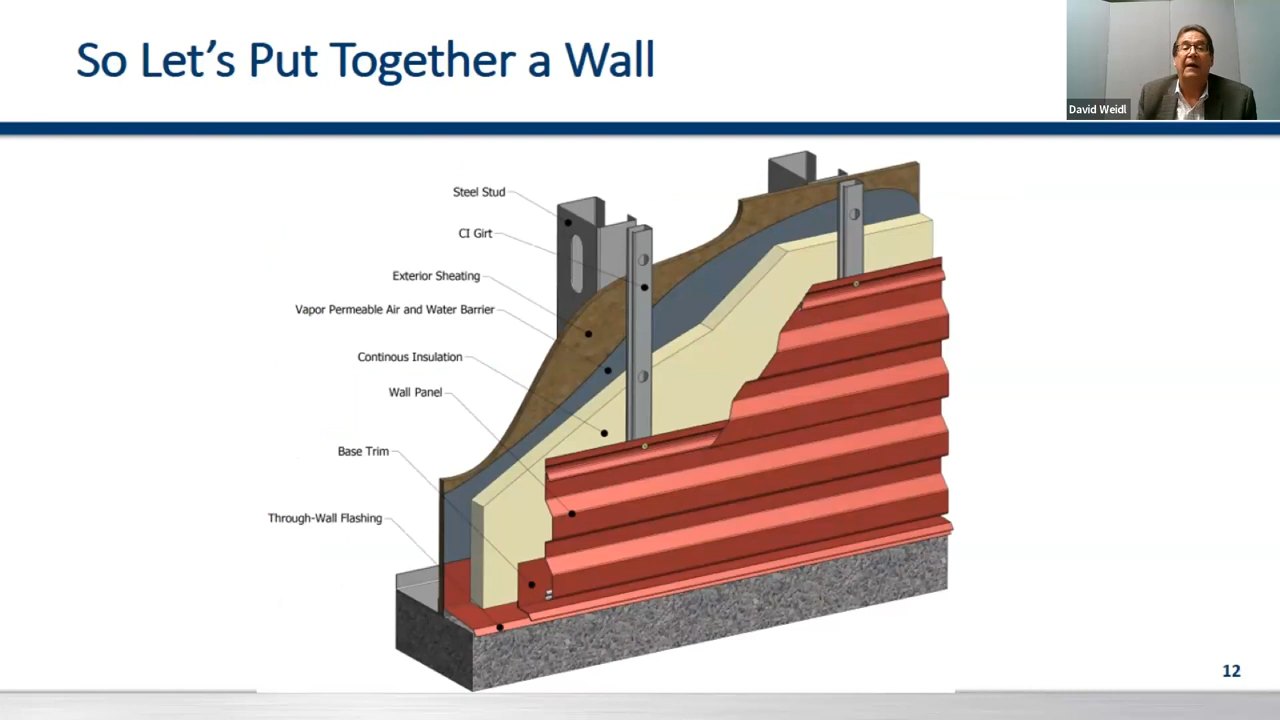 So Let’s Put Together a Wall
David Weidl
Steel Stud
CI Girt
Exterior Sheating
Vapor Permeable Air and Water Barrier
Continous Insulation
Wall Panel
Base Trim
Through-Wall Flashing
12